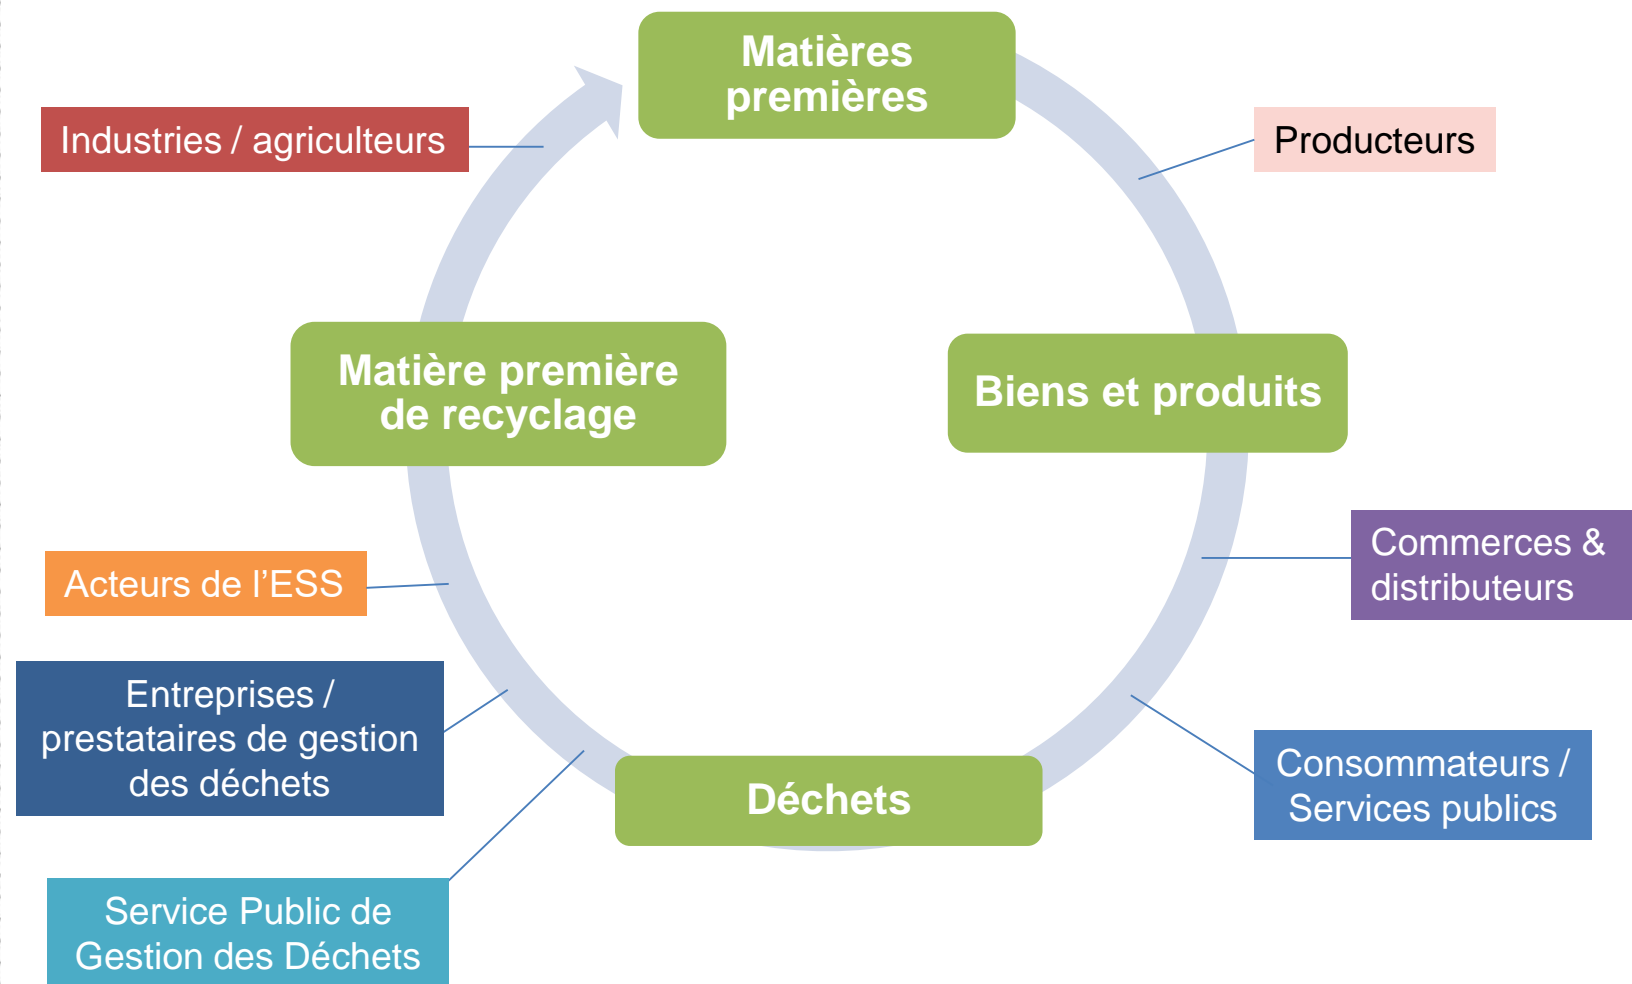 Matières
premières
Industries / agriculteurs
Producteurs
Matière première
de recyclage
Biens et produits
Commerces &
distributeurs
Acteurs de l’ESS
Entreprises /
prestataires de gestion
des déchets
Consommateurs /
Services publics
Déchets
Service Public de
Gestion des Déchets